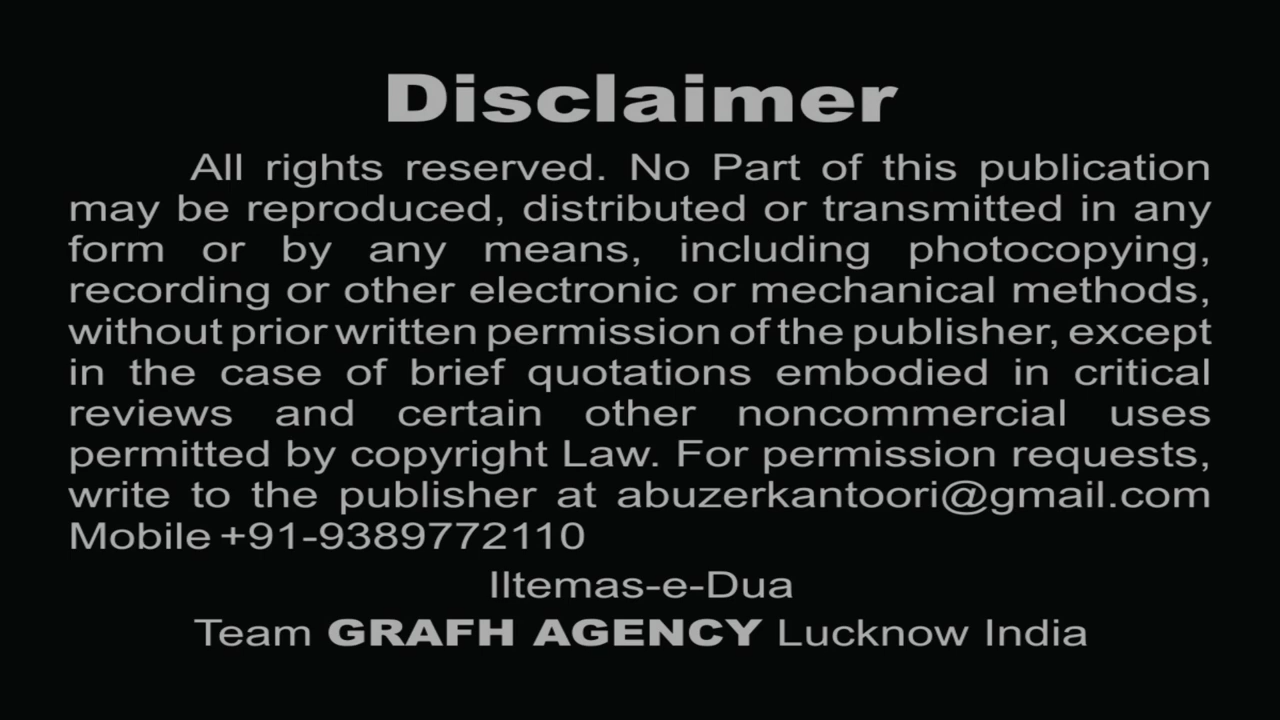 Disclaimer
All rights reserved. No Part of this publication
may be reproduced, distributed or transmitted in any
form or by any means, including photocopying,
recording or other electronic or mechanical methods,
without prior written permission of the publisher, except
in the case of brief quotations embodied in critical
reviews and certain other noncommercial uses
permitted by copyright Law. For permission requests,
write to the publisher at abuzerkantoori@gmail.com
Mobile +91-9389772110
Iltemas-e-Dua
Team GRAFH AGENCY Lucknow India